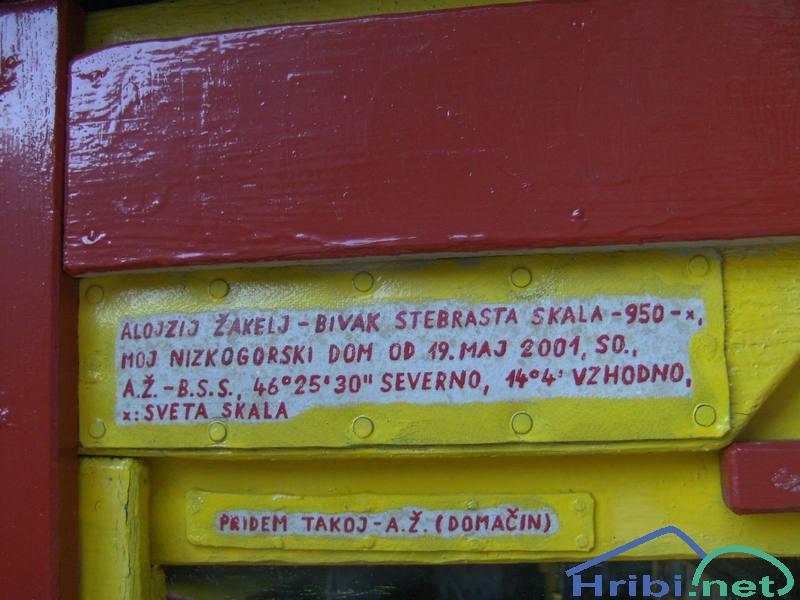 ALOJZIJ ŽAKELJ - BIVAK STEBRASTA SKALA - 950 - x,
MOJ NIZKOGORSKI DOM OD 19. MAJ 2001, SO.,
A.Ž. - B.S.S., 46°25'30" SEVERNO, 14°4' VZHODNO,
x: SVETA SKALA
PRIDEM TAKOJ - A.Ž. (DOMAČIN)
Hribi.net